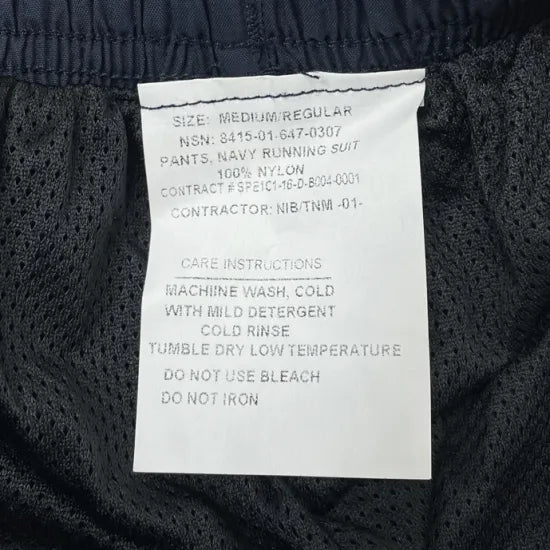 SIZE: MEDIUM/REGULAR
NSN: 8415-01-647-0307
PANTS, NAVY RUNNING SUIT
100% NYLON
CONTRACT # SPE1C1-16-D-B004-0001
CONTRACTOR: NIB/TNM -01-
CARE INSTRUCTIONS
MACHIINE WASH, COLD
WITH MILD DETERGENT
COLD RINSE
TUMBLE DRY LOW TEMPERATURE
DO NOT USE BLEACH
DO NOT IRON